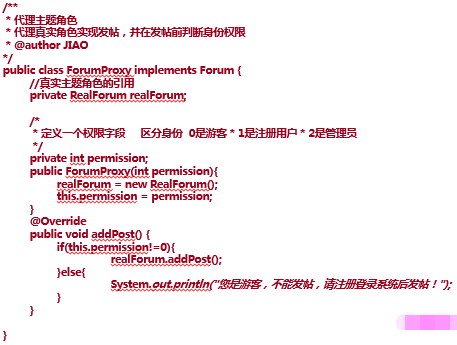 /**
* 代理主题角色
* 代理真实角色实现发帖，并在发帖前判断身份权限
* @author JIAO
*/
public class ForumProxy implements Forum {
//真实主题角色的引用
private RealForum realForum;
/*
* 定义一个权限字段 区分身份 0是游客 * 1是注册用户 * 2是管理员
*/
private int permission;
public ForumProxy(int permission){
realForum = new RealForum();
this.permission = permission;
}
@Override
public void addPost() {
if(this.permission!=0){
realForum.addPost();
}else{
System.out.println("您是游客，不能发帖，请注册登录系统后发帖！");
}
}
}